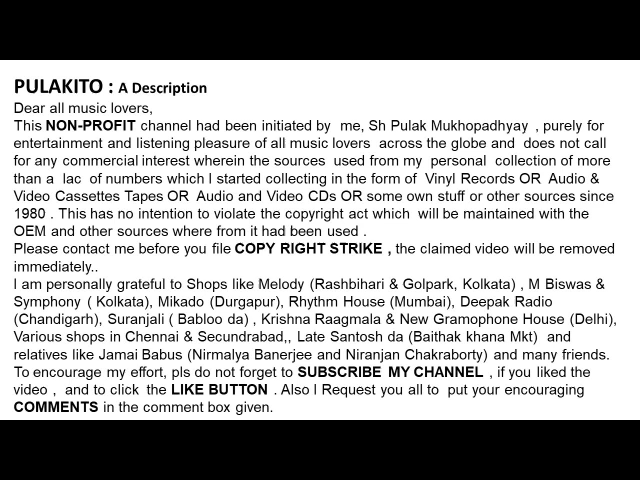 PULAKITO : A Description
Dear all music lovers,
This NON-PROFIT channel had been initiated by me, Sh Pulak Mukhopadhyay , purely for
entertainment and listening pleasure of all music lovers across the globe and does not call
for any commercial interest wherein the sources used from my personal collection of more
than a lac of numbers which I started collecting in the form of Vinyl Records OR Audio &
Video Cassettes Tapes OR Audio and Video CDs OR some own stuff or other sources since
1980 . This has no intention to violate the copyright act which will be maintained with the
OEM and other sources where from it had been used .
Please contact me before you file COPY RIGHT STRIKE , the claimed video will be removed
immediately..
I am personally grateful to Shops like Melody (Rashbihari & Golpark, Kolkata) , M Biswas &
Symphony ( Kolkata), Mikado (Durgapur), Rhythm House (Mumbai), Deepak Radio
(Chandigarh), Suranjali ( Babloo da) , Krishna Raagmala & New Gramophone House (Delhi),
Various shops in Chennai & Secundrabad,, Late Santosh da (Baithak khana Mkt) and
relatives like Jamai Babus (Nirmalya Banerjee and Niranjan Chakraborty) and many friends.
To encourage my effort, pls do not forget to SUBSCRIBE MY CHANNEL , if you liked the
video , and to click the LIKE BUTTON . Also I Request you all to put your encouraging
COMMENTS in the comment box given.